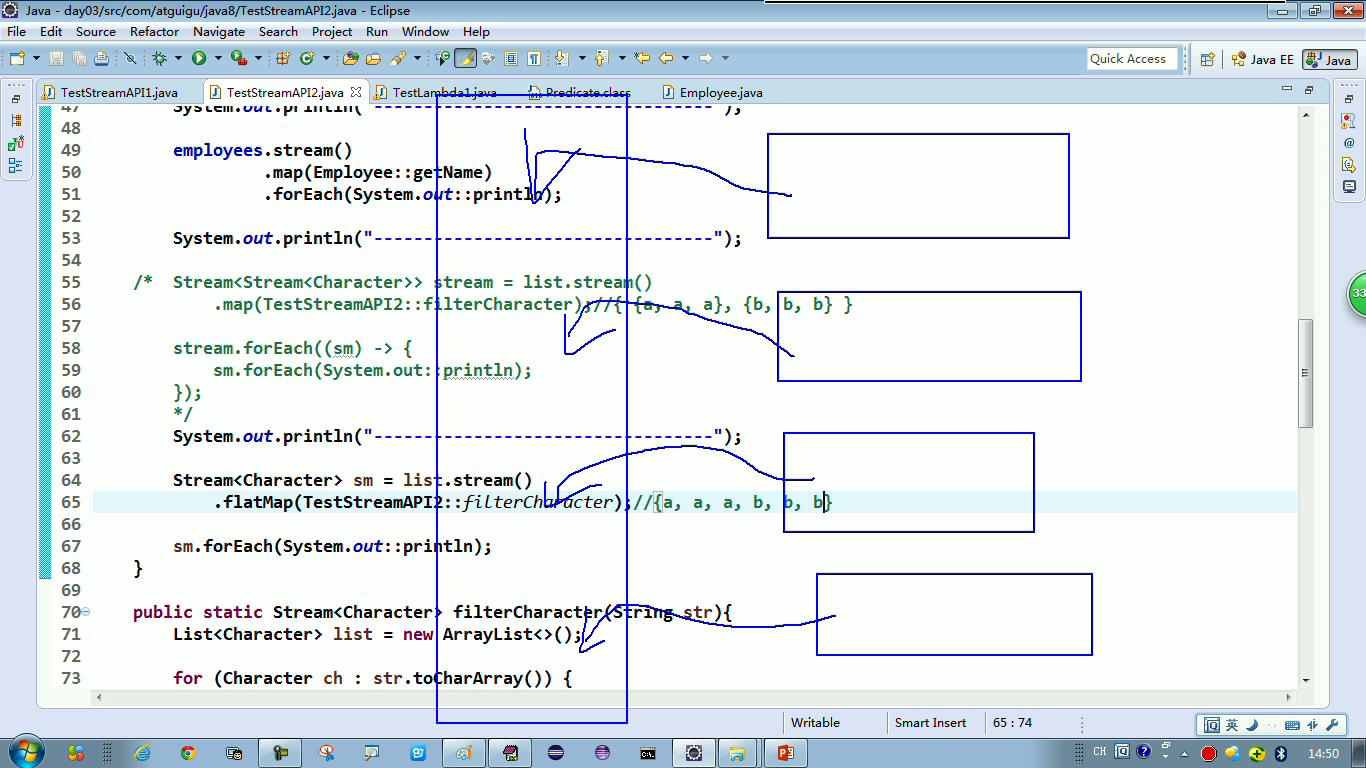 Java - day03/src/com/atguigu/java8/TestStreamAPI2.java - Eclipse
File Edit Source Refactor Navigate Search Project Run Window Help
Quick Access Java EE Java
TestStreamAPI1.java TestStreamAPI2.java TestLambda1.java Predicate.class Employee.java
47 System.out.println("----------------------------------");
48
49 employees.stream()
50 .map(Employee::getName)
51 .forEach(System.out::println);
52
53 System.out.println("----------------------------------");
54
55 /* Stream<Stream<Character>> stream = list.stream()
56 .map(TestStreamAPI2::filterCharacter);//{ {a, a, a}, {b, b, b} }
57
58 stream.forEach((sm) -> {
59 sm.forEach(System.out::println);
60 });
61 */
62 System.out.println("----------------------------------");
63
64 Stream<Character> sm = list.stream()
65 .flatMap(TestStreamAPI2::filterCharacter);//{a, a, a, b, b, b}
66
67 sm.forEach(System.out::println);
68 }
69
70 public static Stream<Character> filterCharacter(String str){
71 List<Character> list = new ArrayList<>();
72
73 for (Character ch : str.toCharArray()) {
33
Writable Smart Insert 65 : 74
英
CH 14:50